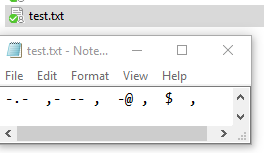 test.txt
test.txt - Note...
File Edit Format View Help
-.-  ,- -- ,  -@ ,  $  ,